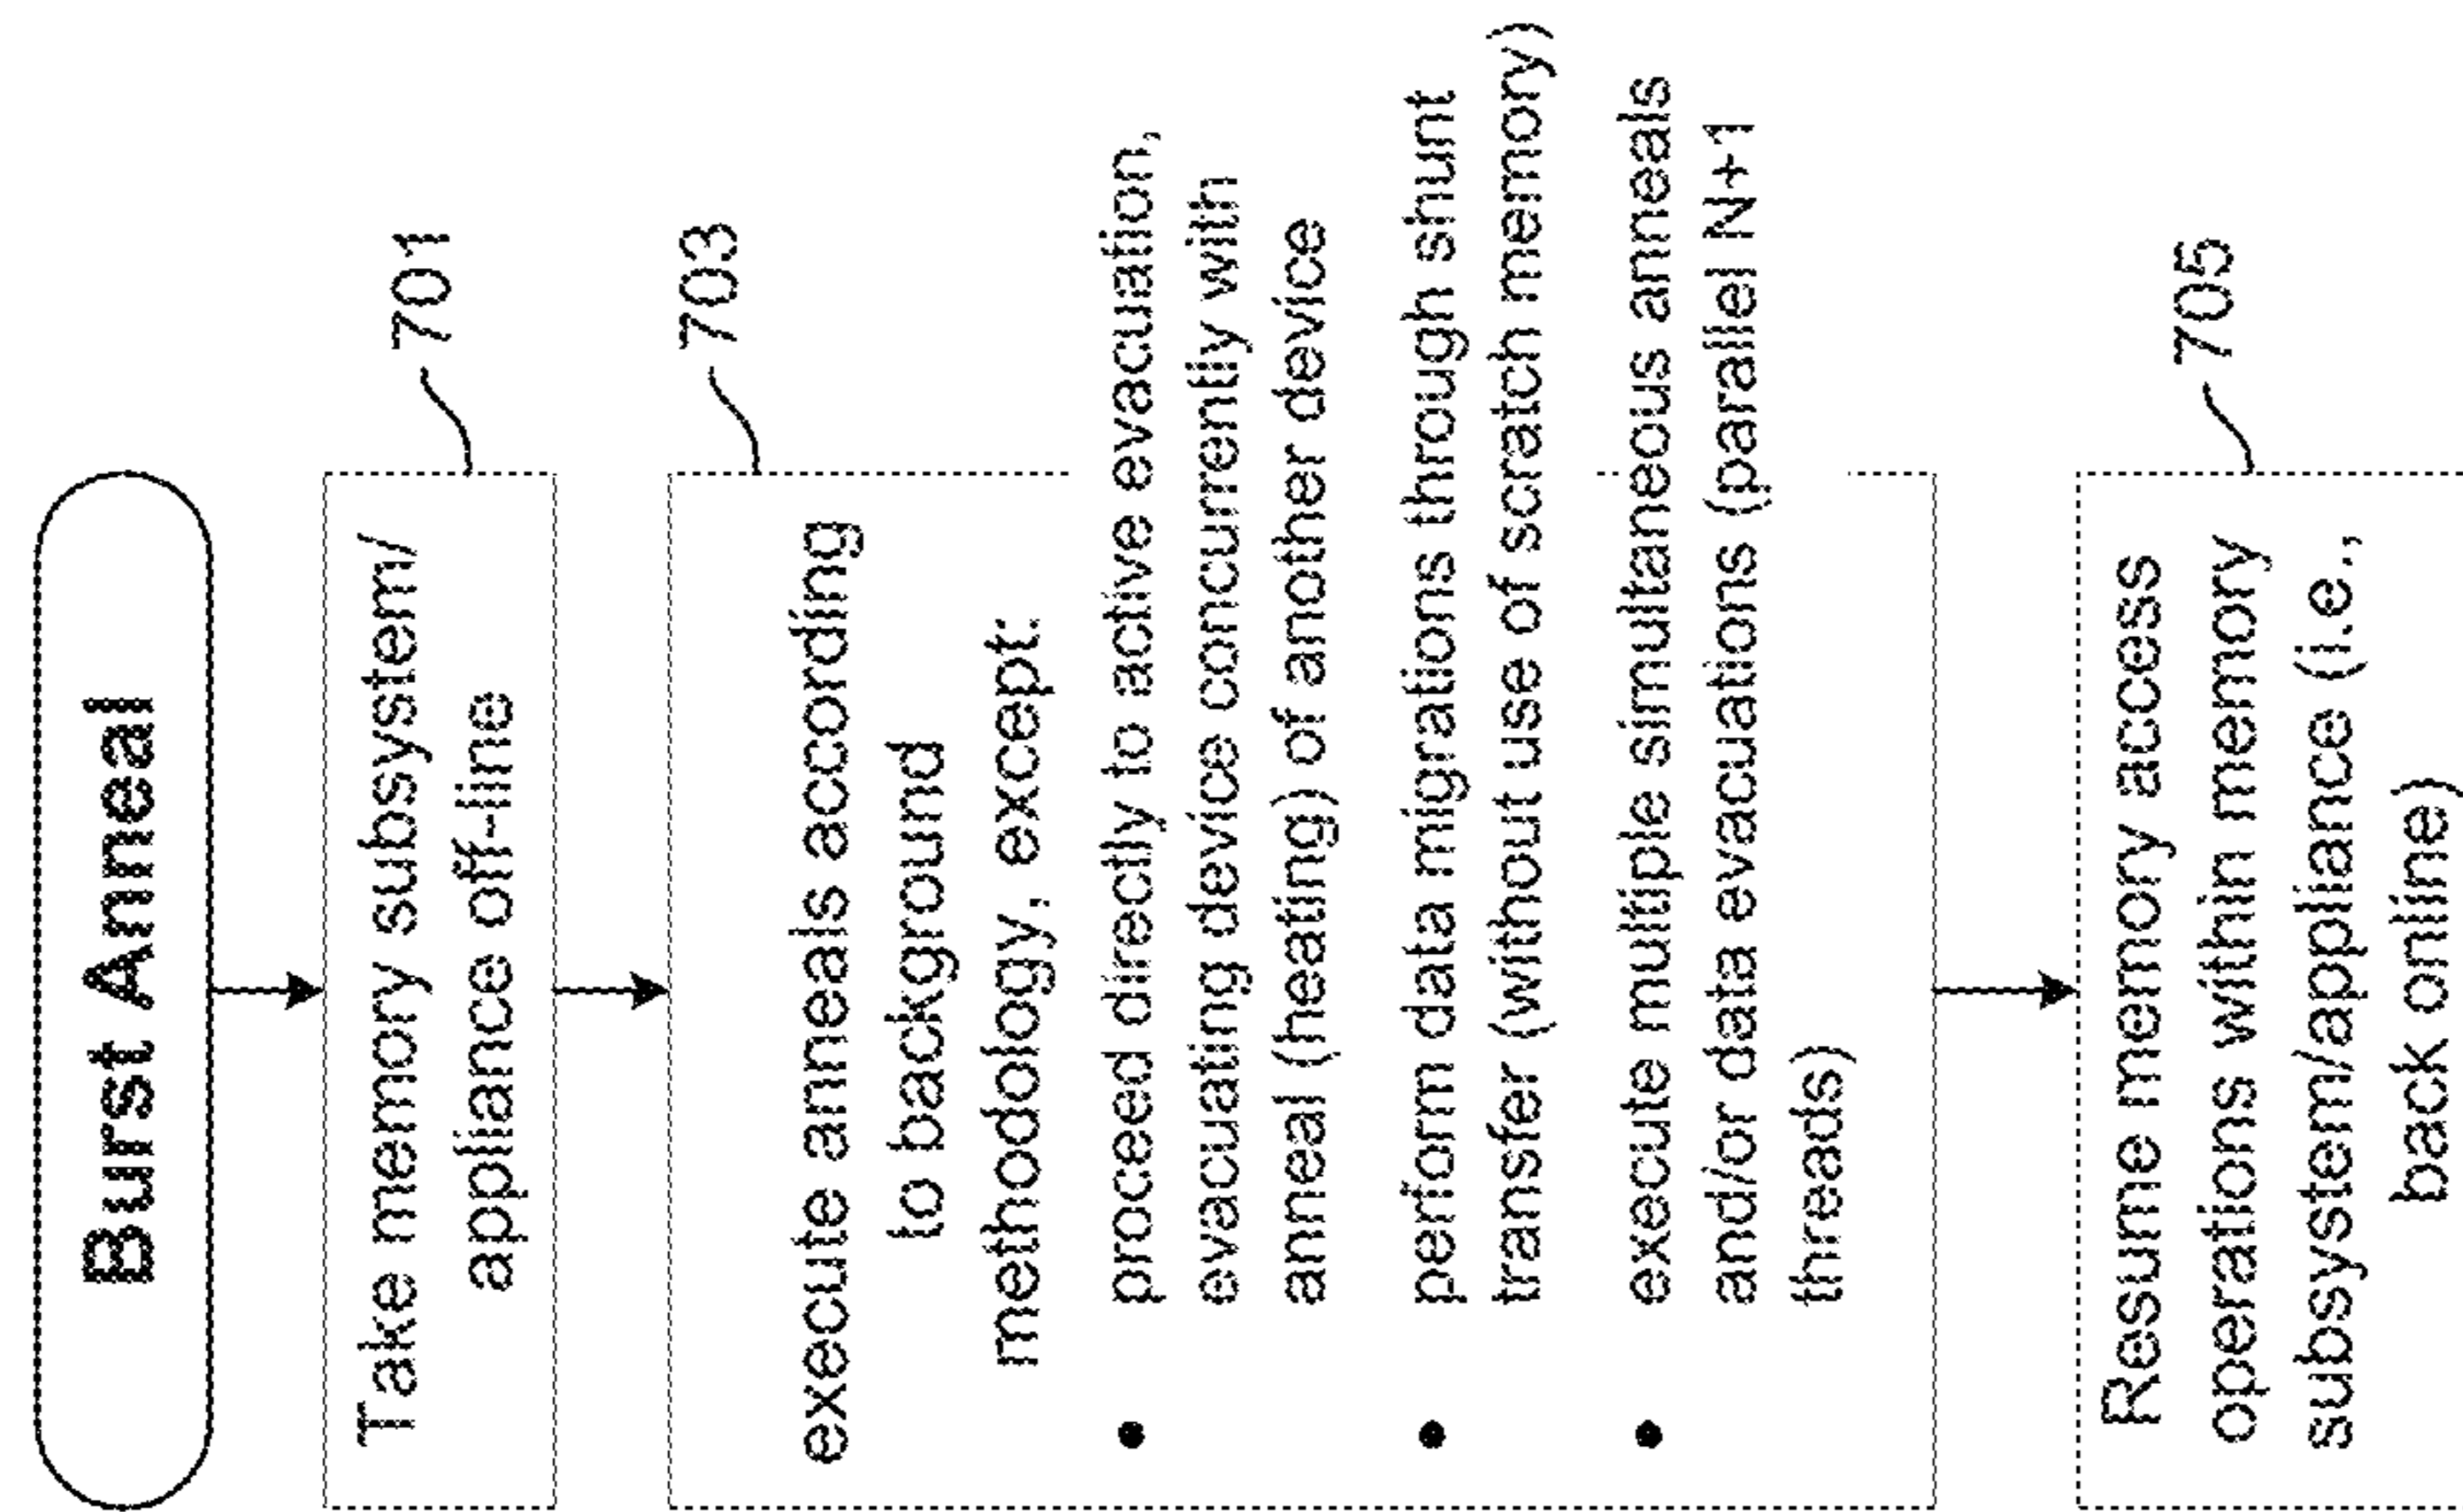 Burst Anneal
Take memory subsystem/
appliance off-line
701
execute anneals according
to background
methodology, except:
703
• proceed directly to active evacuation,
evacuating device concurrently with
anneal (heating) of another device
• perform data migrations through shunt
transfer (without use of scratch memory)
• execute multiple simultaneous anneals
and/or data evacuations (parallel N+1
threads)
Resume memory access
operations within memory
subsystem/appliance (i.e.,
back online)
705